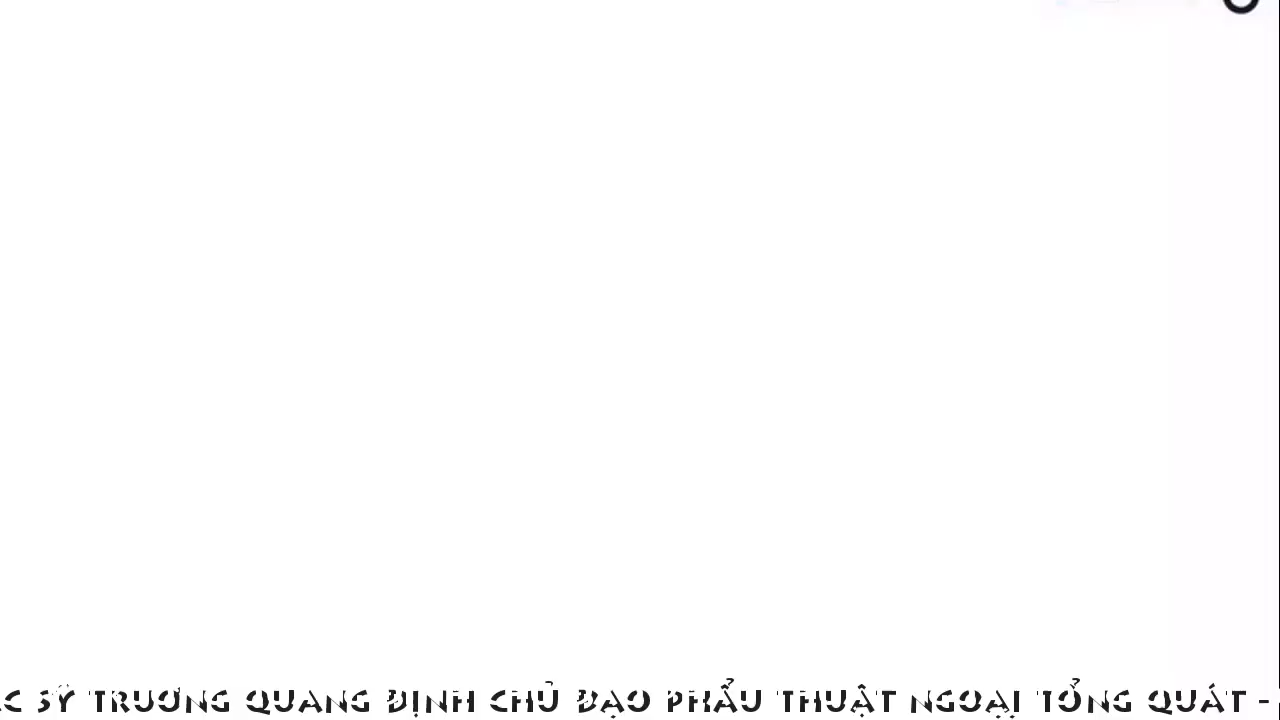 SỸ TRƯƠNG QUANG ĐỊNH CHỦ ĐẠO PHẪU THUẬT NGOẠI TỔNG QUÁT -